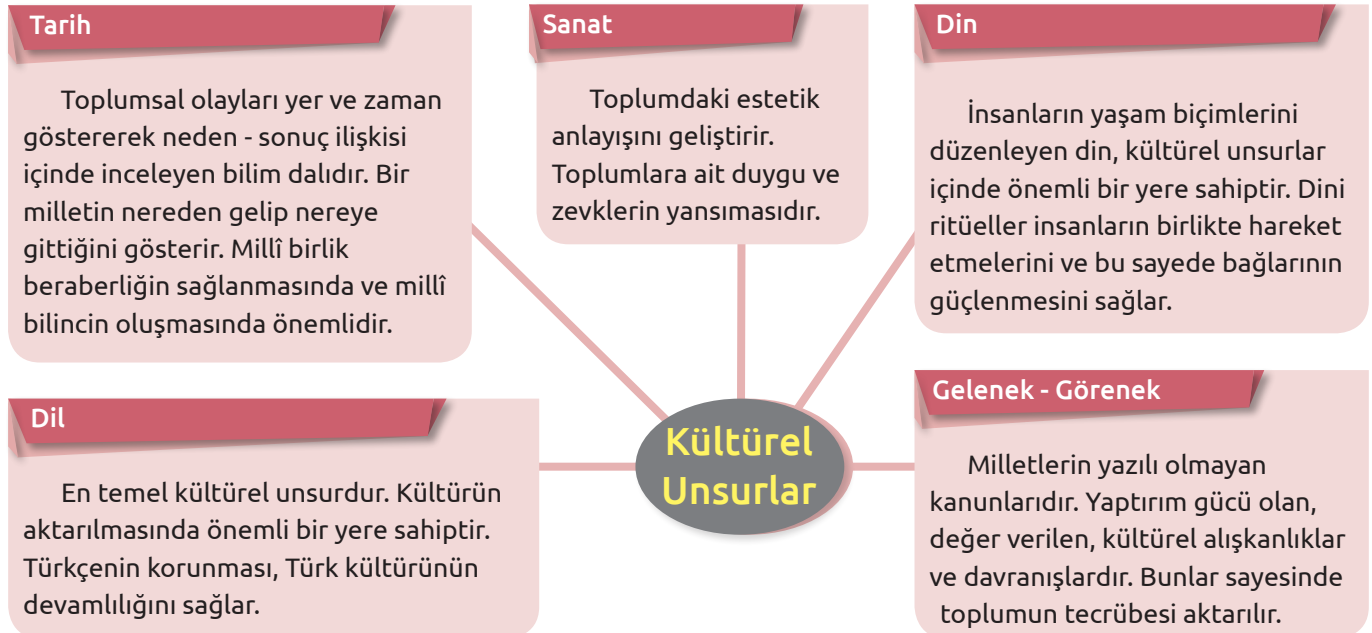 Tarih
Toplumsal olayları yer ve zaman
göstererek neden - sonuç ilişkisi
içinde inceleyen bilim dalıdır. Bir
milletin nereden gelip nereye
gittiğini gösterir. Millî birlik
beraberliğin sağlanmasında ve millî
bilincin oluşmasında önemlidir.
Sanat
Toplumdaki estetik
anlayışını geliştirir.
Toplumlara ait duygu ve
zevklerin yansımasıdır.
Din
İnsanların yaşam biçimlerini
düzenleyen din, kültürel unsurlar
içinde önemli bir yere sahiptir. Dini
ritüeller insanların birlikte hareket
etmelerini ve bu sayede bağlarının
güçlenmesini sağlar.
Dil
En temel kültürel unsurdur. Kültürün
aktarılmasında önemli bir yere sahiptir.
Türkçenin korunması, Türk kültürünün
devamlılığını sağlar.
Kültürel
Unsurlar
Gelenek - Görenek
Milletlerin yazılı olmayan
kanunlarıdır. Yaptırım gücü olan,
değer verilen, kültürel alışkanlıklar
ve davranışlardır. Bunlar sayesinde
toplumun tecrübesi aktarılır.